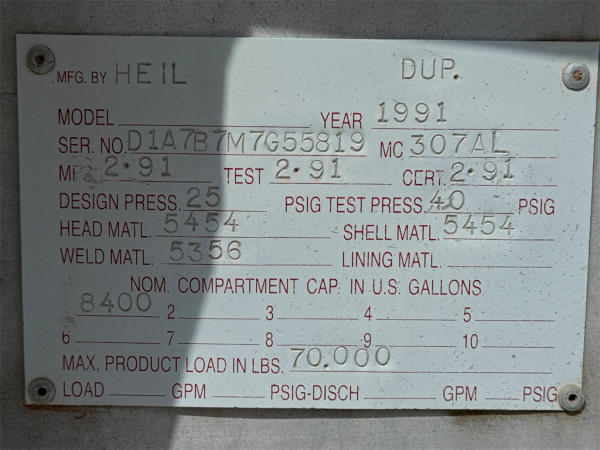 MFG. BY HEIL DUP.
MODEL YEAR 1991
SER. NO. D1A7B7M7G55819 MC 307AL
2-91 TEST 2-91 CERT. 2-91
DESIGN PRESS. 25 PSIG TEST PRESS. 40 PSIG
HEAD MATL. 5454 SHELL MATL. 5454
WELD MATL. 5356 LINING MATL.
NOM. COMPARTMENT CAP. IN U.S. GALLONS
8400 2 3 4 5
6 7 8 9 10
MAX. PRODUCT LOAD IN LBS. 70.000
LOAD GPM PSIG-DISCH GPM PSIG